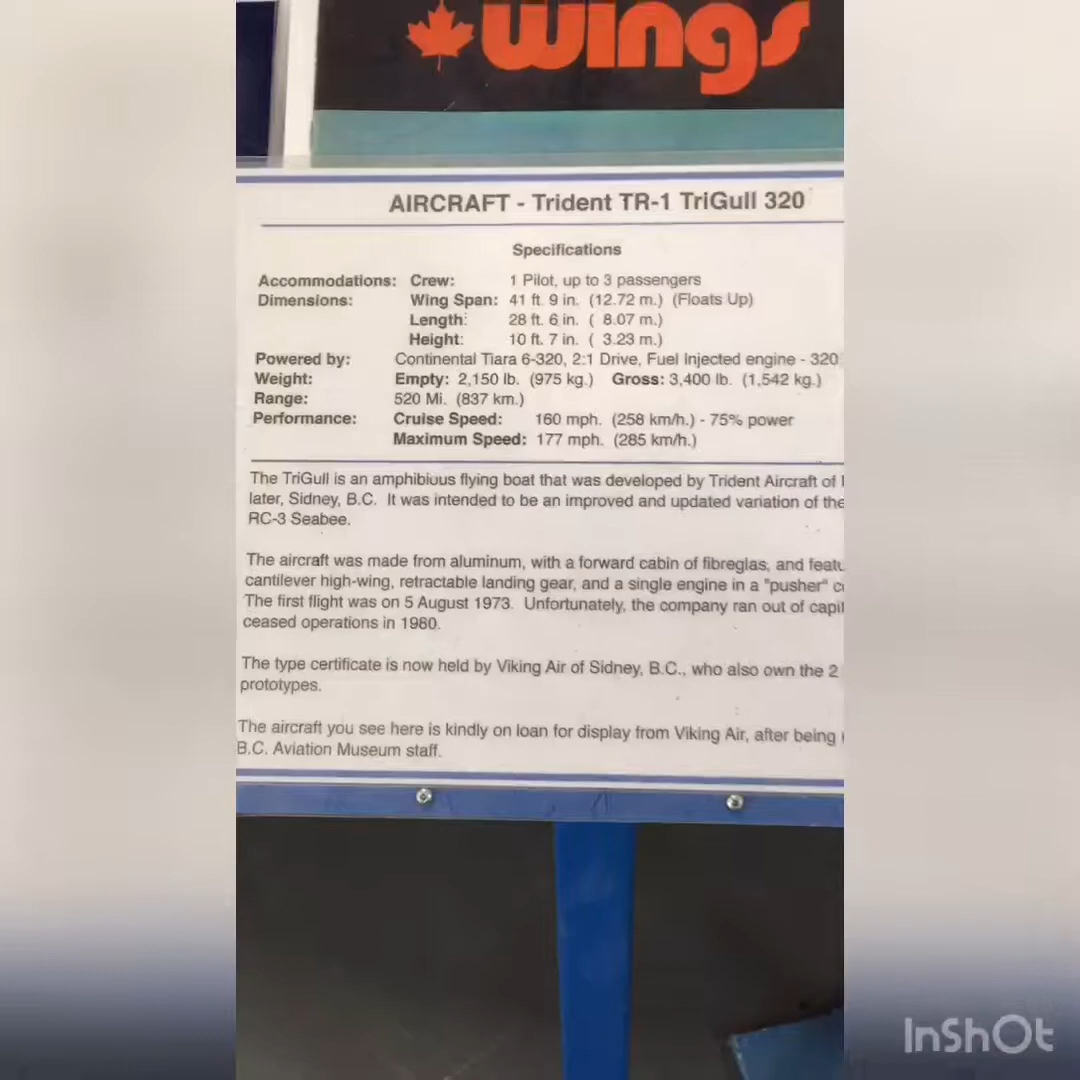 wings
AIRCRAFT - Trident TR-1 TriGull 320
Specifications
Accommodations: Crew: 1 Pilot, up to 3 passengers
Dimensions: Wing Span: 41 ft. 9 in. (12.72 m.) (Floats Up)
Length: 28 ft. 6 in. ( 8.07 m.)
Height: 10 ft. 7 in. ( 3.23 m.)
Powered by: Continental Tiara 6-320, 2:1 Drive, Fuel Injected engine - 320
Weight: Empty: 2,150 lb. (975 kg.) Gross: 3,400 lb. (1,542 kg.)
Range: 520 Mi. (837 km.)
Performance: Cruise Speed: 160 mph. (258 km/h.) - 75% power
Maximum Speed: 177 mph. (285 km/h.)
The TriGull is an amphibious flying boat that was developed by Trident Aircraft of
later, Sidney, B.C. It was intended to be an improved and updated variation of the
RC-3 Seabee.
The aircraft was made from aluminum, with a forward cabin of fibreglas, and
cantilever high-wing, retractable landing gear, and a single engine in a "pusher"
The first flight was on 5 August 1973. Unfortunately, the company ran out of
ceased operations in 1980.
The type certificate is now held by Viking Air of Sidney, B.C., who also own the 2
prototypes.
The aircraft you see here is kindly on loan for display from Viking Air, after being
B.C. Aviation Museum staff.
InShOt